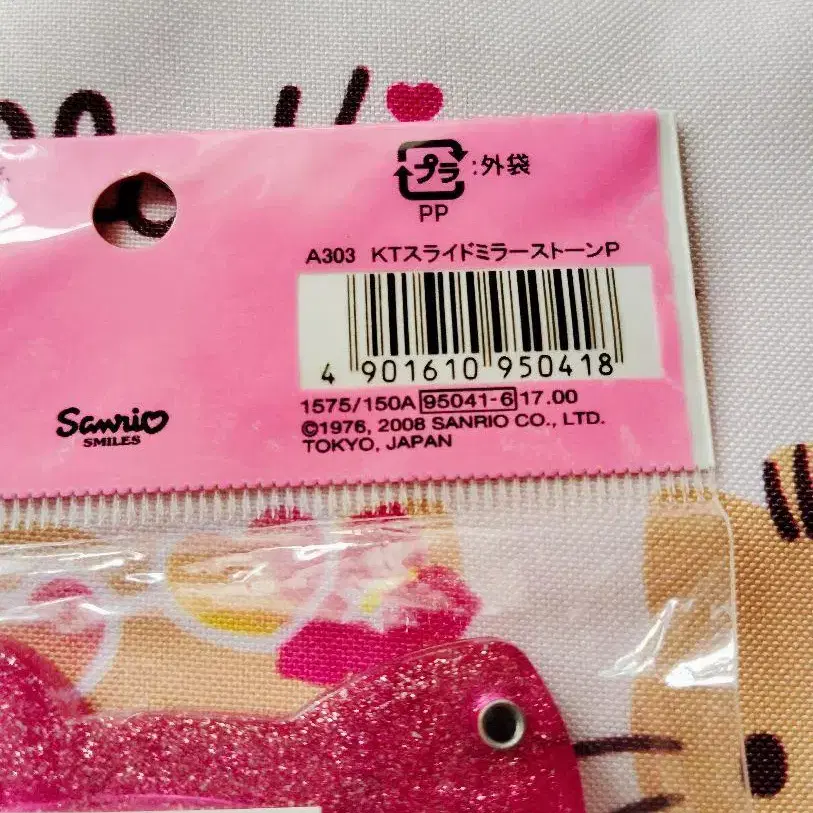 プラ :外袋
PP
A303 KTスライドミラーストーンP
4 901610 950418
1575/150A 95041-6 17.00
©1976, 2008 SANRIO CO., LTD.
TOKYO, JAPAN
Sanrio
SMILES